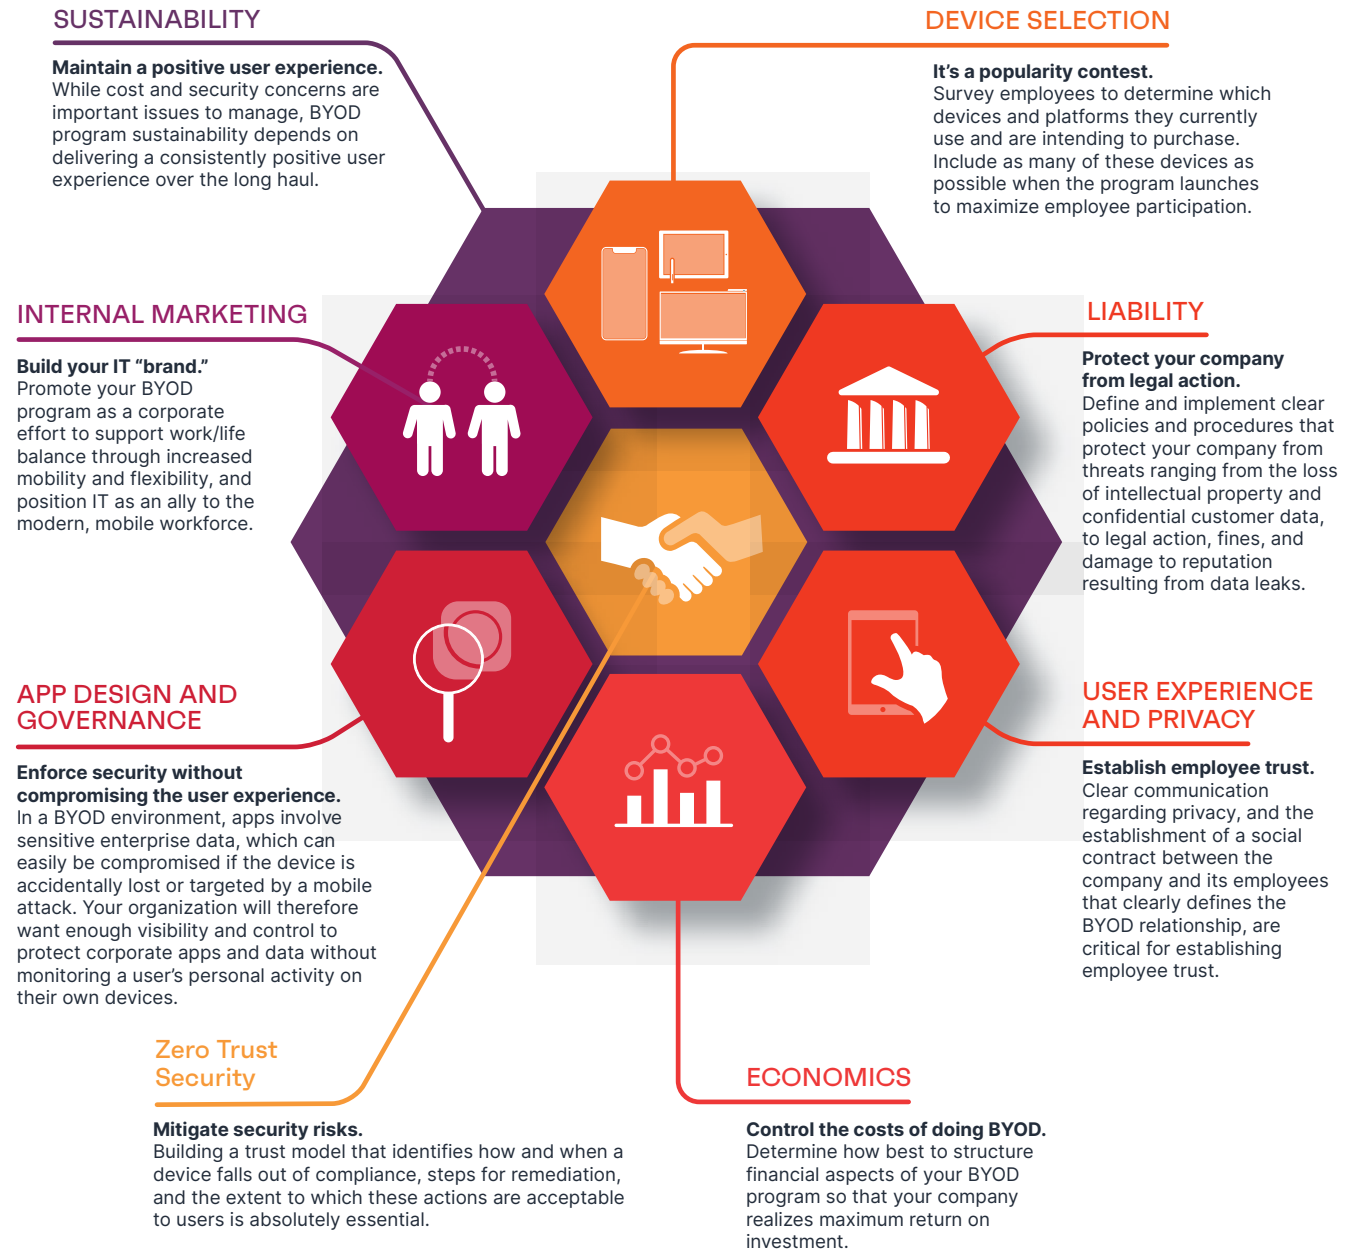 SUSTAINABILITY
Maintain a positive user experience.
While cost and security concerns are
important issues to manage, BYOD
program sustainability depends on
delivering a consistently positive user
experience over the long haul.
DEVICE SELECTION
It’s a popularity contest.
Survey employees to determine which
devices and platforms they currently
use and are intending to purchase.
Include as many of these devices as
possible when the program launches
to maximize employee participation.
INTERNAL MARKETING
Build your IT “brand.”
Promote your BYOD
program as a corporate
effort to support work/life
balance through increased
mobility and flexibility, and
position IT as an ally to the
modern, mobile workforce.
LIABILITY
Protect your company
from legal action.
Define and implement clear
policies and procedures that
protect your company from
threats ranging from the loss
of intellectual property and
confidential customer data,
to legal action, fines, and
damage to reputation
resulting from data leaks.
APP DESIGN AND
GOVERNANCE
Enforce security without
compromising the user experience.
In a BYOD environment, apps involve
sensitive enterprise data, which can
easily be compromised if the device is
accidentally lost or targeted by a mobile
attack. Your organization will therefore
want enough visibility and control to
protect corporate apps and data without
monitoring a user’s personal activity on
their own devices.
USER EXPERIENCE
AND PRIVACY
Establish employee trust.
Clear communication
regarding privacy, and the
establishment of a social
contract between the
company and its employees
that clearly defines the
BYOD relationship, are
critical for establishing
employee trust.
Zero Trust
Security
Mitigate security risks.
Building a trust model that identifies how and when a
device falls out of compliance, steps for remediation,
and the extent to which these actions are acceptable
to users is absolutely essential.
ECONOMICS
Control the costs of doing BYOD.
Determine how best to structure
financial aspects of your BYOD
program so that your company
realizes maximum return on
investment.